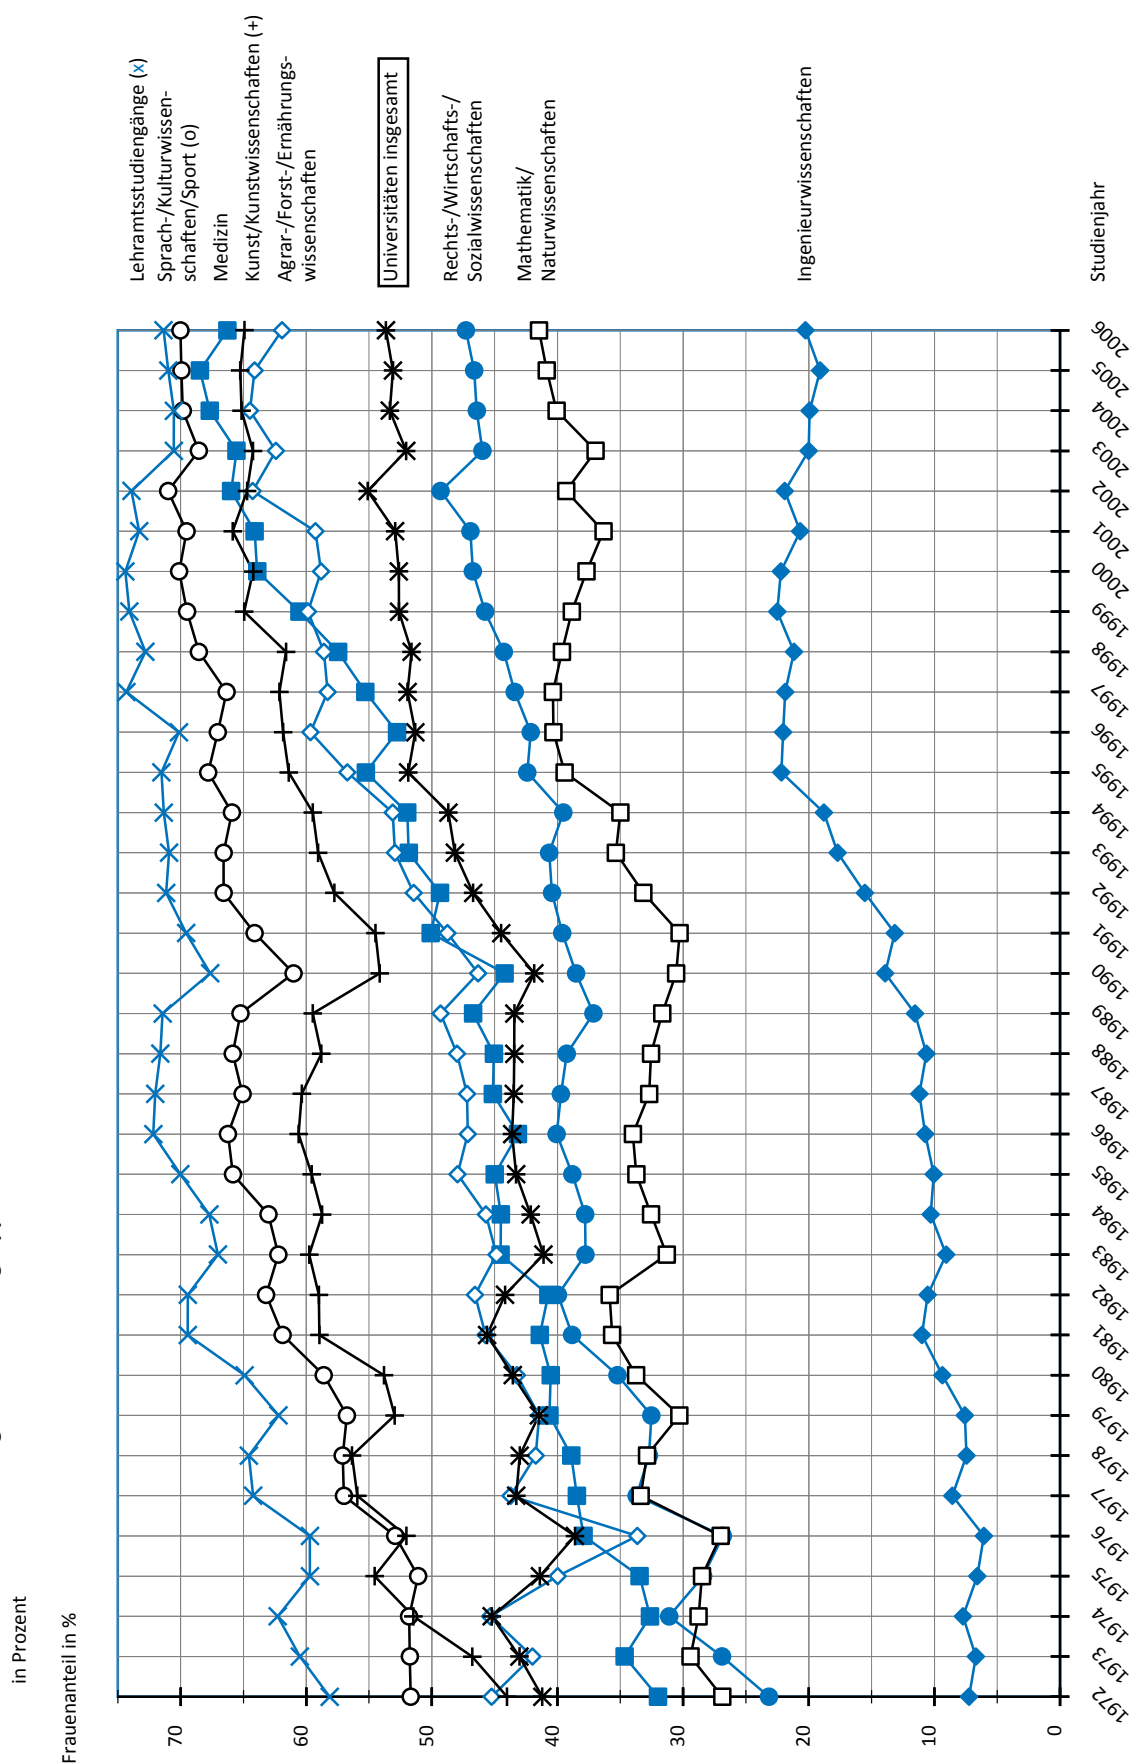 in Prozent
Frauenanteil in %
70
60
50
40
30
20
10
0
1972
1973
1974
1975
1976
1977
1978
1979
1980
1981
1982
1983
1984
1985
1986
1987
1988
1989
1990
1991
1992
1993
1994
1995
1996
1997
1998
1999
2000
2001
2002
2003
2004
2005
2006
Studienjahr
Lehramtsstudiengänge (x)
Sprach-/Kulturwissen-
schaften/Sport (o)
Medizin
Kunst/Kunstwissenschaften (+)
Agrar-/Forst-/Ernährungs-
wissenschaften
Universitäten insgesamt
Rechts-/Wirtschafts-/
Sozialwissenschaften
Mathematik/
Naturwissenschaften
Ingenieurwissenschaften